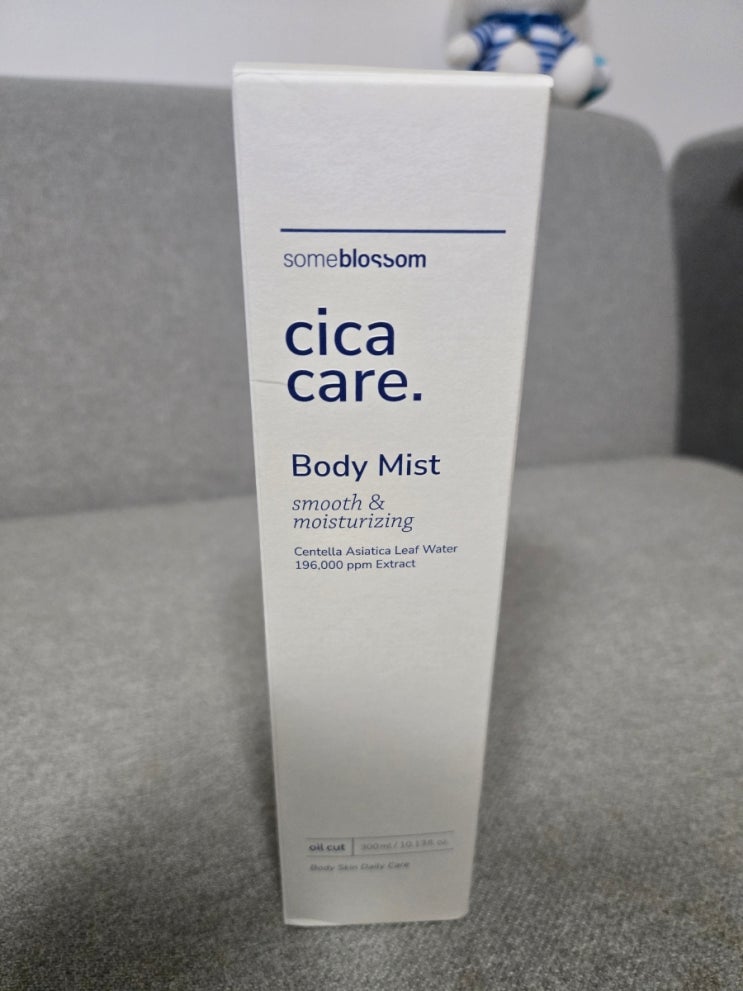 someblossom
cica
care.
Body Mist
smooth &
moisturizing
Centella Asiatica Leaf Water
196,000 ppm Extract
oil cut 300ml / 10.13fl.oz.
Body Skin Daily Care